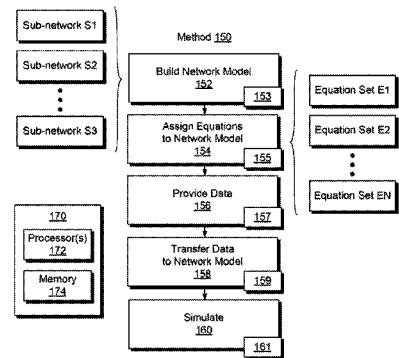 Sub-network S1
Sub-network S2
Sub-network S3
Method 150
Build Network Model
152
153
Assign Equations
to Network Model
154
155
Provide Data
156
157
Transfer Data
to Network Model
158
159
Simulate
160
161
Equation Set E1
Equation Set E2
Equation Set EN
170
Processor(s)
172
Memory
174